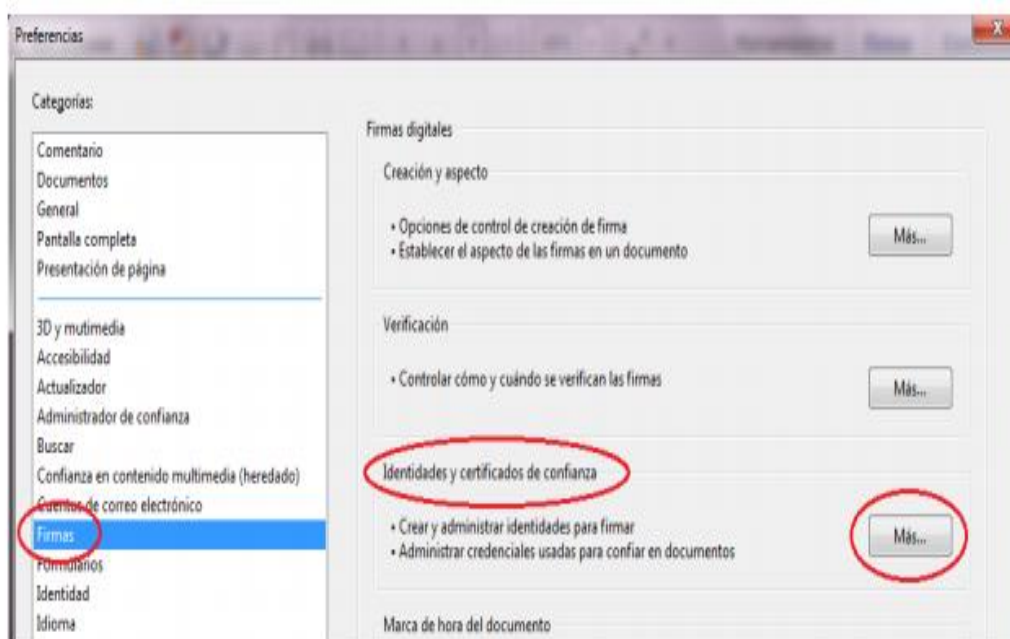 Preferencias
Categorías:
Comentario
Documentos
General
Pantalla completa
Presentación de página
3D y mutimedia
Accesibilidad
Actualizador
Administrador de confianza
Buscar
Confianza en contenido multimedia (heredado)
Cuentas de correo electrónico
Firmas
Formularios
Identidad
Idioma
Firmas digitales
Creación y aspecto
• Opciones de control de creación de firma
• Establecer el aspecto de las firmas en un documento
Más...
Verificación
• Controlar cómo y cuándo se verifican las firmas
Más...
Identidades y certificados de confianza
• Crear y administrar identidades para firmar
• Administrar credenciales usadas para confiar en documentos
Más...
Marca de hora del documento